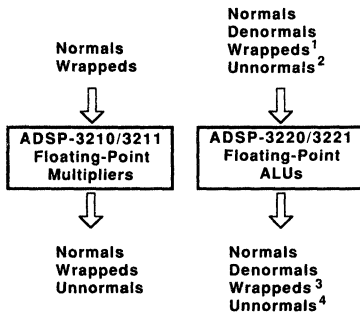 Normals
Wrappeds
ADSP-3210/3211
Floating-Point
Multipliers
Normals
Wrappeds
Unnormals
Normals
Denormals
Wrappeds¹
Unnormals²
ADSP-3220/3221
Floating-Point
ALUs
Normals
Denormals
Wrappeds³
Unnormals⁴